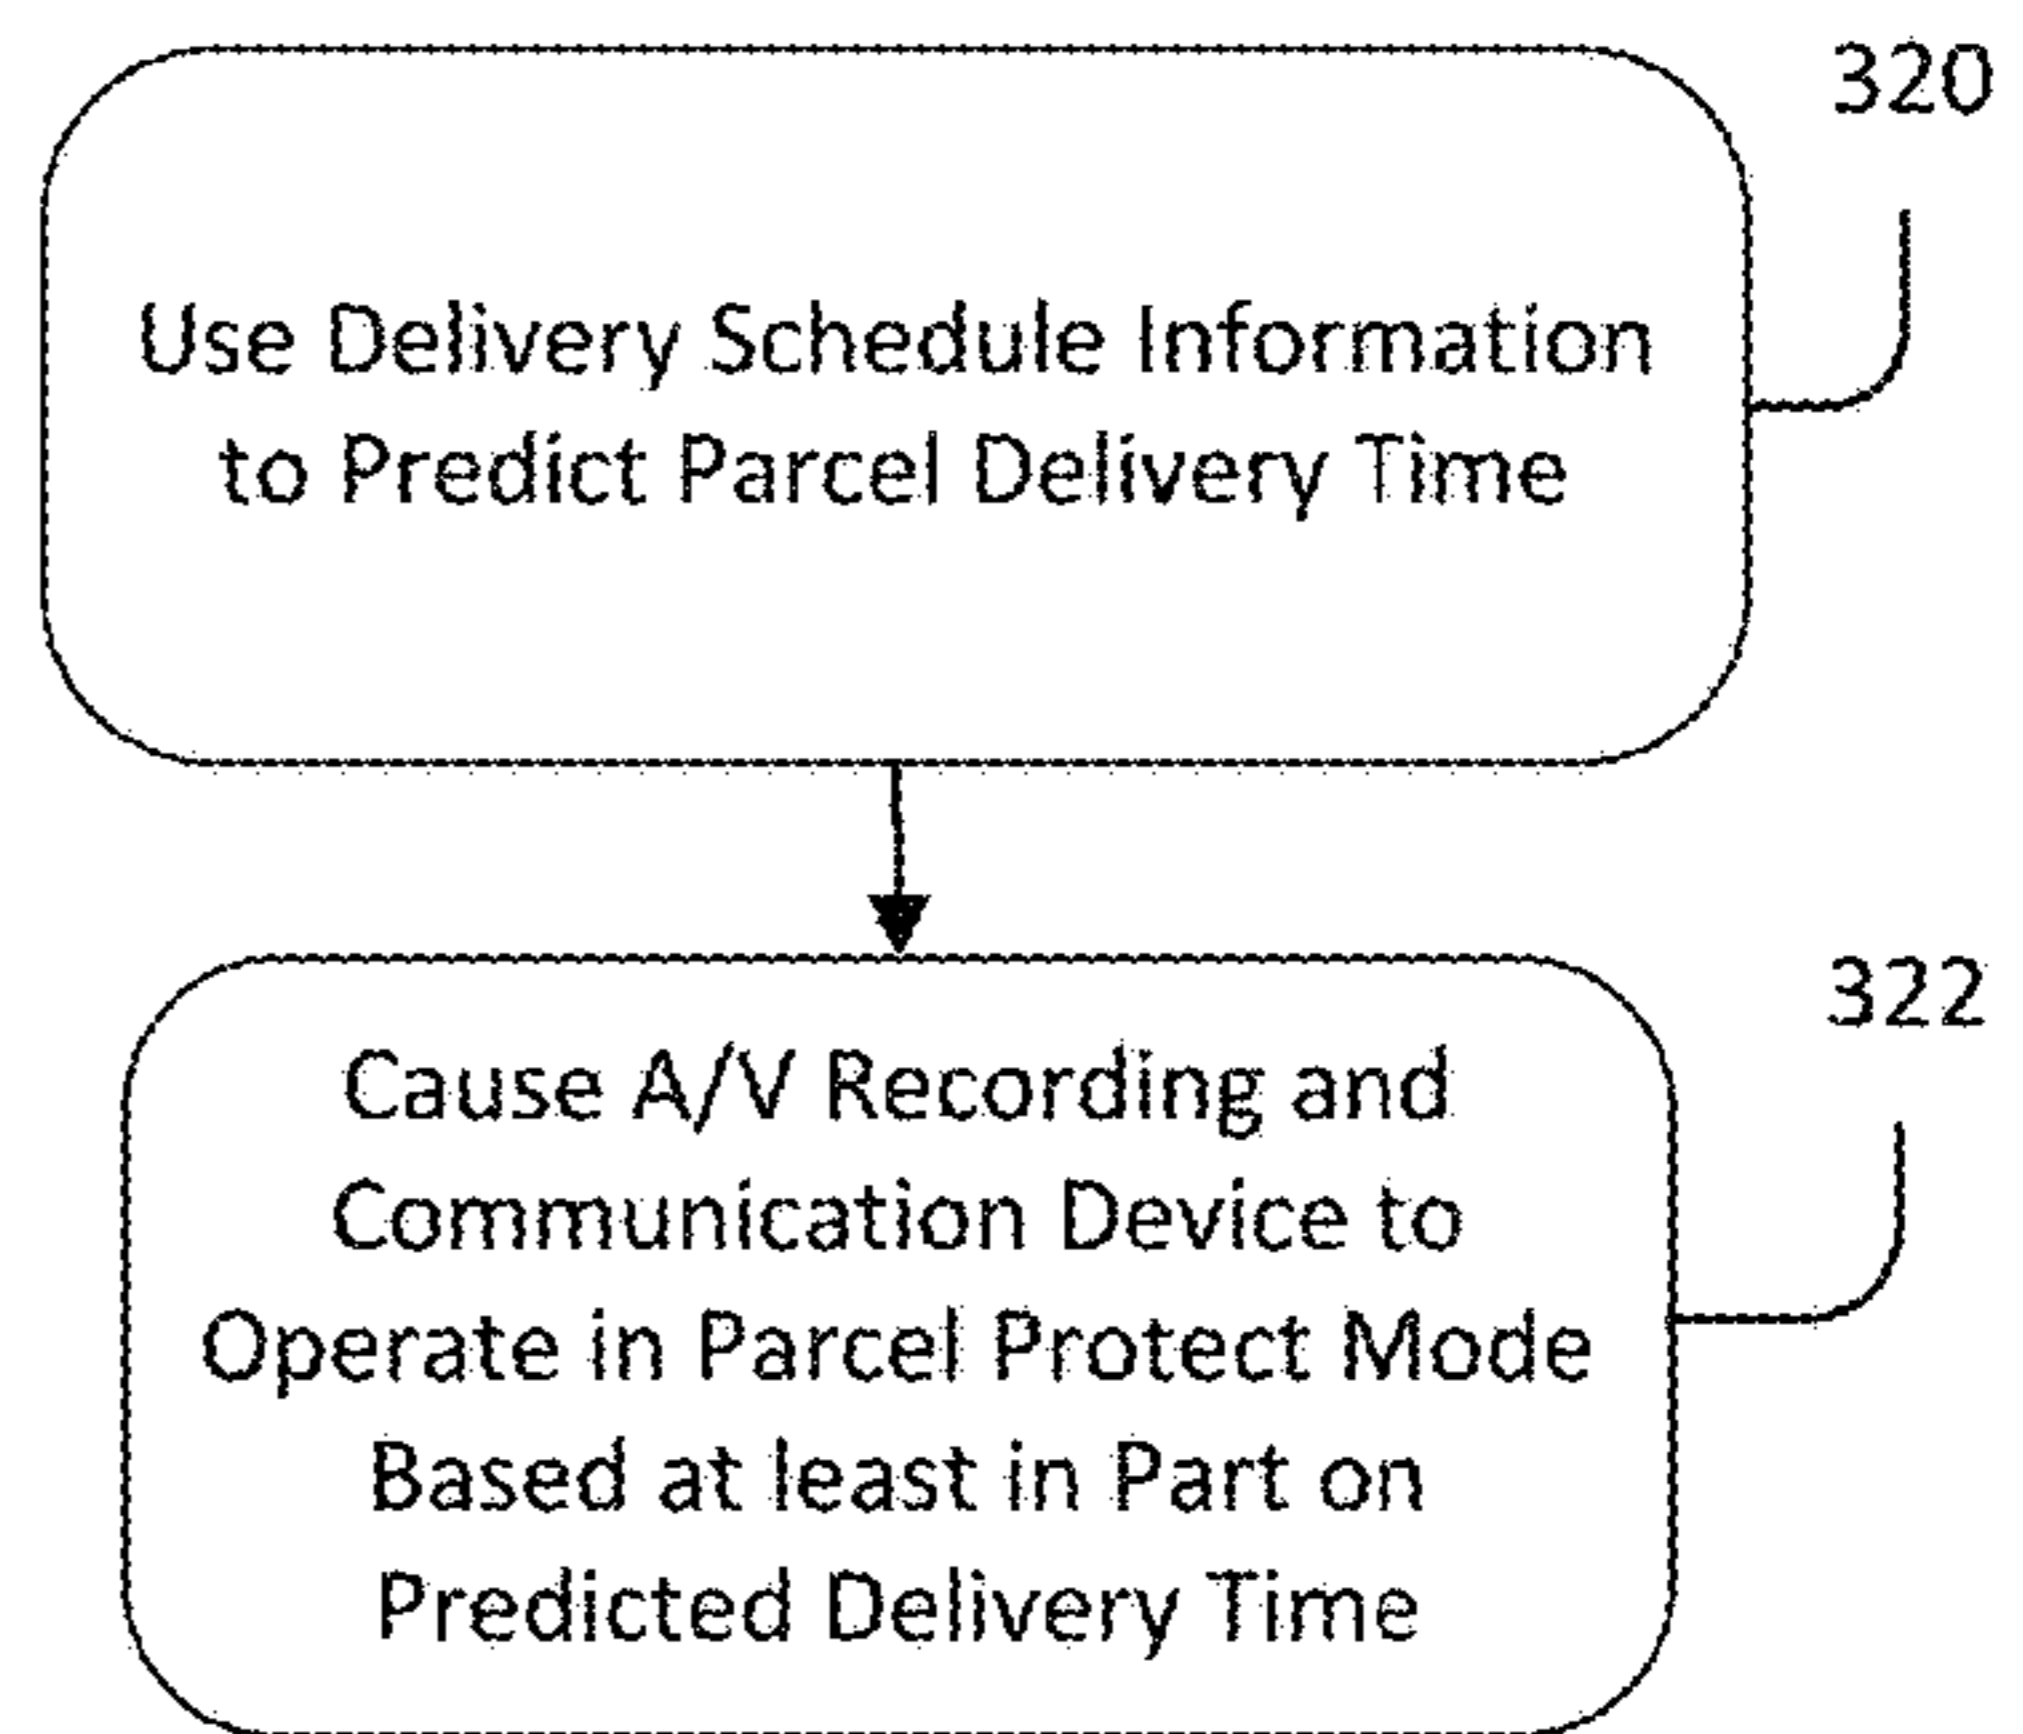 320
Use Delivery Schedule Information
to Predict Parcel Delivery Time
322
Cause A/V Recording and
Communication Device to
Operate in Parcel Protect Mode
Based at least in Part on
Predicted Delivery Time